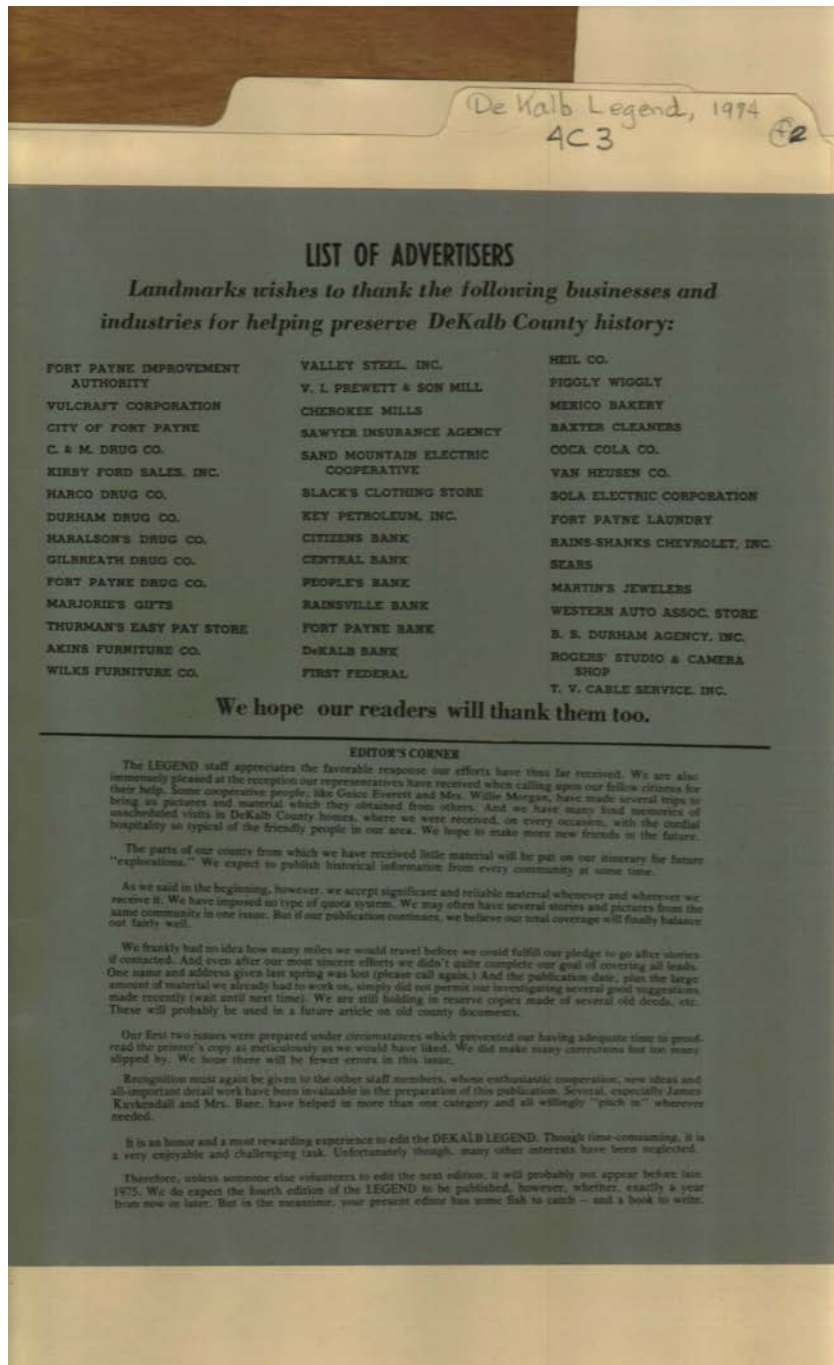 De Kalb Legend, 1974
4C3
f2
LIST OF ADVERTISERS
Landmarks wishes to thank the following businesses and
industries for helping preserve DeKalb County history:
FORT PAYNE IMPROVEMENT
AUTHORITY
VULCRAFT CORPORATION
CITY OF FORT PAYNE
C. & M. DRUG CO.
KIRBY FORD SALES, INC.
HARCO DRUG CO.
DURHAM DRUG CO.
HARALSON'S DRUG CO.
GILBREATH DRUG CO.
FORT PAYNE DRUG CO.
MARJORIE'S GIFTS
THURMAN'S EASY PAY STORE
AKINS FURNITURE CO.
WILKS FURNITURE CO.
VALLEY STEEL, INC.
V. I. PREWETT & SON MILL
CHEROKEE MILLS
SAWYER INSURANCE AGENCY
SAND MOUNTAIN ELECTRIC
COOPERATIVE
BLACK'S CLOTHING STORE
KEY PETROLEUM, INC.
CITIZENS BANK
CENTRAL BANK
PEOPLE'S BANK
RAINSVILLE BANK
FORT PAYNE BANK
DeKALB BANK
FIRST FEDERAL
HEIL CO.
PIGGLY WIGGLY
MERICO BAKERY
BAXTER CLEANERS
COCA COLA CO.
VAN HEUSEN CO.
SOLA ELECTRIC CORPORATION
FORT PAYNE LAUNDRY
RAINS-SHANKS CHEVROLET, INC.
SEARS
MARTIN'S JEWELERS
WESTERN AUTO ASSOC. STORE
B. S. DURHAM AGENCY, INC.
ROGERS' STUDIO & CAMERA
SHOP
T. V. CABLE SERVICE, INC.
We hope our readers will thank them too.
EDITOR'S CORNER
The LEGEND staff appreciates the favorable response our efforts have thus far received. We are also
immensely pleased at the reception our representatives have received when calling upon our fellow citizens for
their help. Some cooperative people, like Guice Everett and Mrs. Willie Morgan, have made several trips to
bring us pictures and material which they obtained from others. And we have many fond memories of
unscheduled visits in DeKalb County homes, where we were received, on every occasion, with the cordial
hospitality so typical of the friendly people in our area. We hope to make more new friends in the future.
The parts of our county from which we have received little material will be put on our itinerary for future
"explorations." We expect to publish historical information from every community at some time.
As we said in the beginning, however, we accept significant and reliable material whenever and wherever we
receive it. We have imposed no type of quota system. We may often have several stories and pictures from the
same community in one issue. But if our publication continues, we believe our total coverage will finally balance
out fairly well.
We frankly had no idea how many miles we would travel before we could fulfill our pledge to go after stories
if contacted. And even after our most sincere efforts we didn't quite complete our goal of covering all leads.
One name and address given last spring was lost (please call again.) And the publication date, plus the large
amount of material we already had to work on, simply did not permit our investigating several good suggestions
made recently (wait until next time). We are still holding in reserve copies made of several old deeds, etc.
These will probably be used in a future article on old county documents.
Our first two issues were prepared under circumstances which prevented our having adequate time to proof-
read the printer's copy as meticulously as we would have liked. We did make many corrections but too many
slipped by. We hope there will be fewer errors in this issue.
Recognition must again be given to the other staff members, whose enthusiastic cooperation, new ideas and
all-important detail work have been invaluable in the preparation of this publication. Several, especially James
Kuykendall and Mrs. have helped in more than one category and all willingly "pitch in" wherever
needed.
It is an honor and a most rewarding experience to edit the DEKALB LEGEND. Though time-consuming, it is
a very enjoyable and challenging task. Unfortunately though, many other interests have been neglected.
Therefore, unless someone else volunteers to edit the next edition, it will probably not appear before late
1975. We do expect the fourth edition of the LEGEND to be published, however, whether, exactly a year
from now or later. But in the meantime, your present editor has some fish to catch – and a book to write.